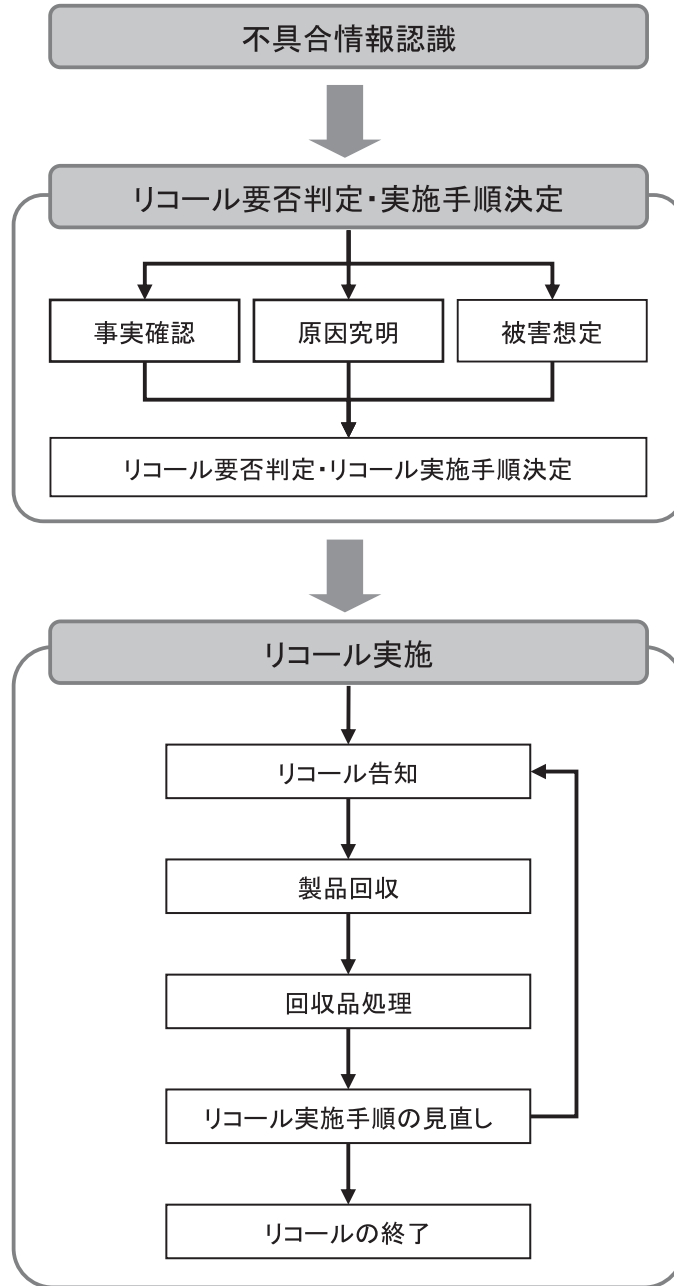 不具合情報認識
リコール要否判定・実施手順決定
事実確認
原因究明
被害想定
リコール要否判定・リコール実施手順決定
リコール実施
リコール告知
製品回収
回収品処理
リコール実施手順の見直し
リコールの終了